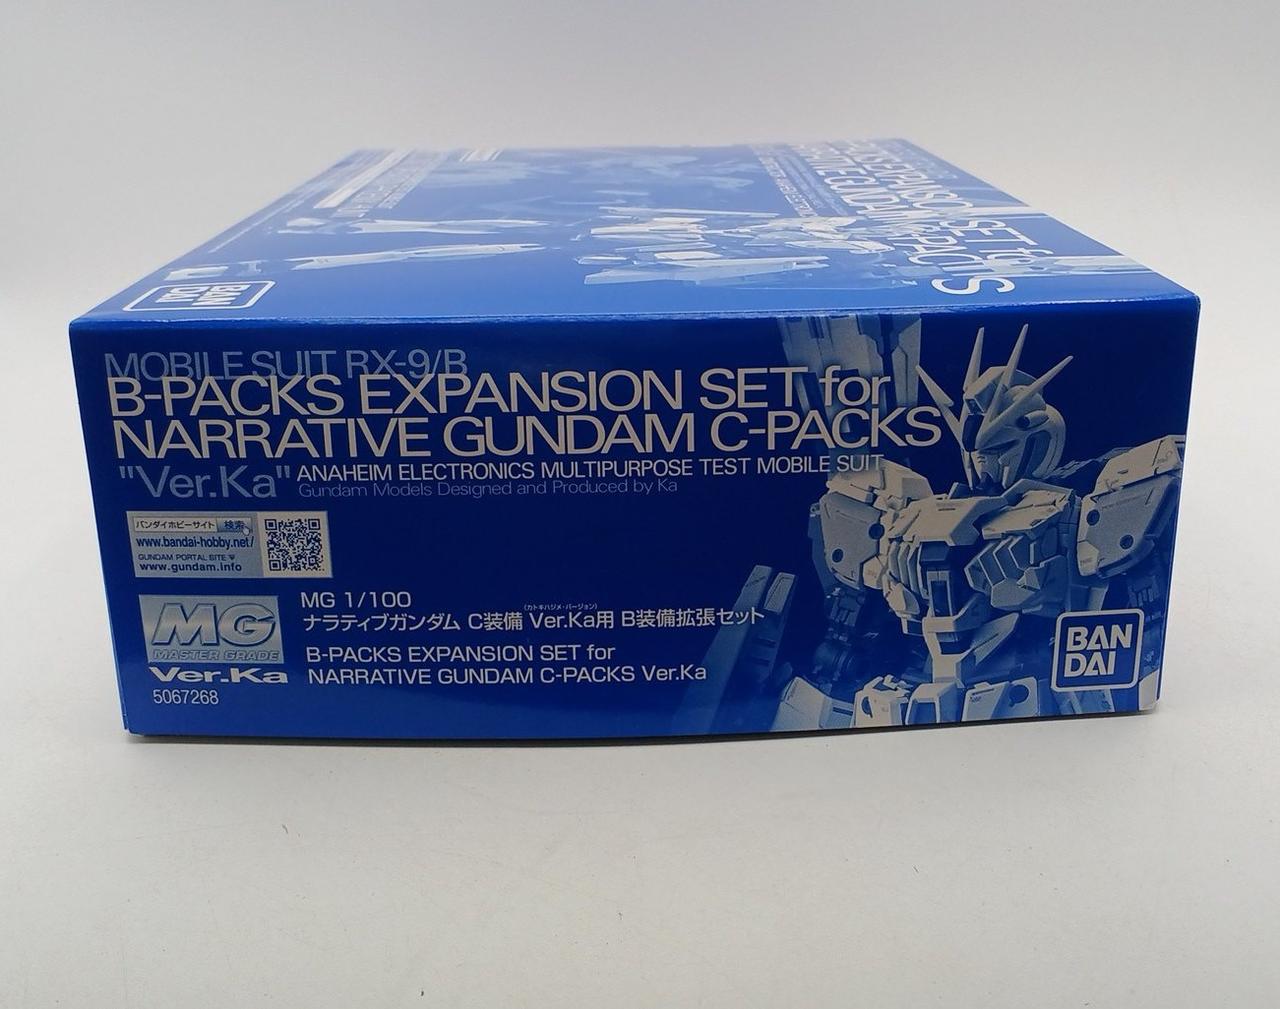 BAN
DAI
EXPANSION SET for
GUNDAM C-PACKS
MOBILE SUIT RX-9/B
B-PACKS EXPANSION SET for
NARRATIVE GUNDAM C-PACKS
"Ver.Ka" ANAHEIM ELECTRONICS MULTIPURPOSE TEST MOBILE SUIT
Gundam Models Designed and Produced by Ka
バンダイホビーサイト 検索
www.bandai-hobby.net/
GUNDAM PORTAL SITE
www.gundam.info
MG
MASTER GRADE
Ver.Ka
5067268
MG 1/100
(カトキハジメ・バージョン)
ナラティブガンダム C装備 Ver.Ka用 B装備拡張セット
B-PACKS EXPANSION SET for
NARRATIVE GUNDAM C-PACKS Ver.Ka
BAN
DAI